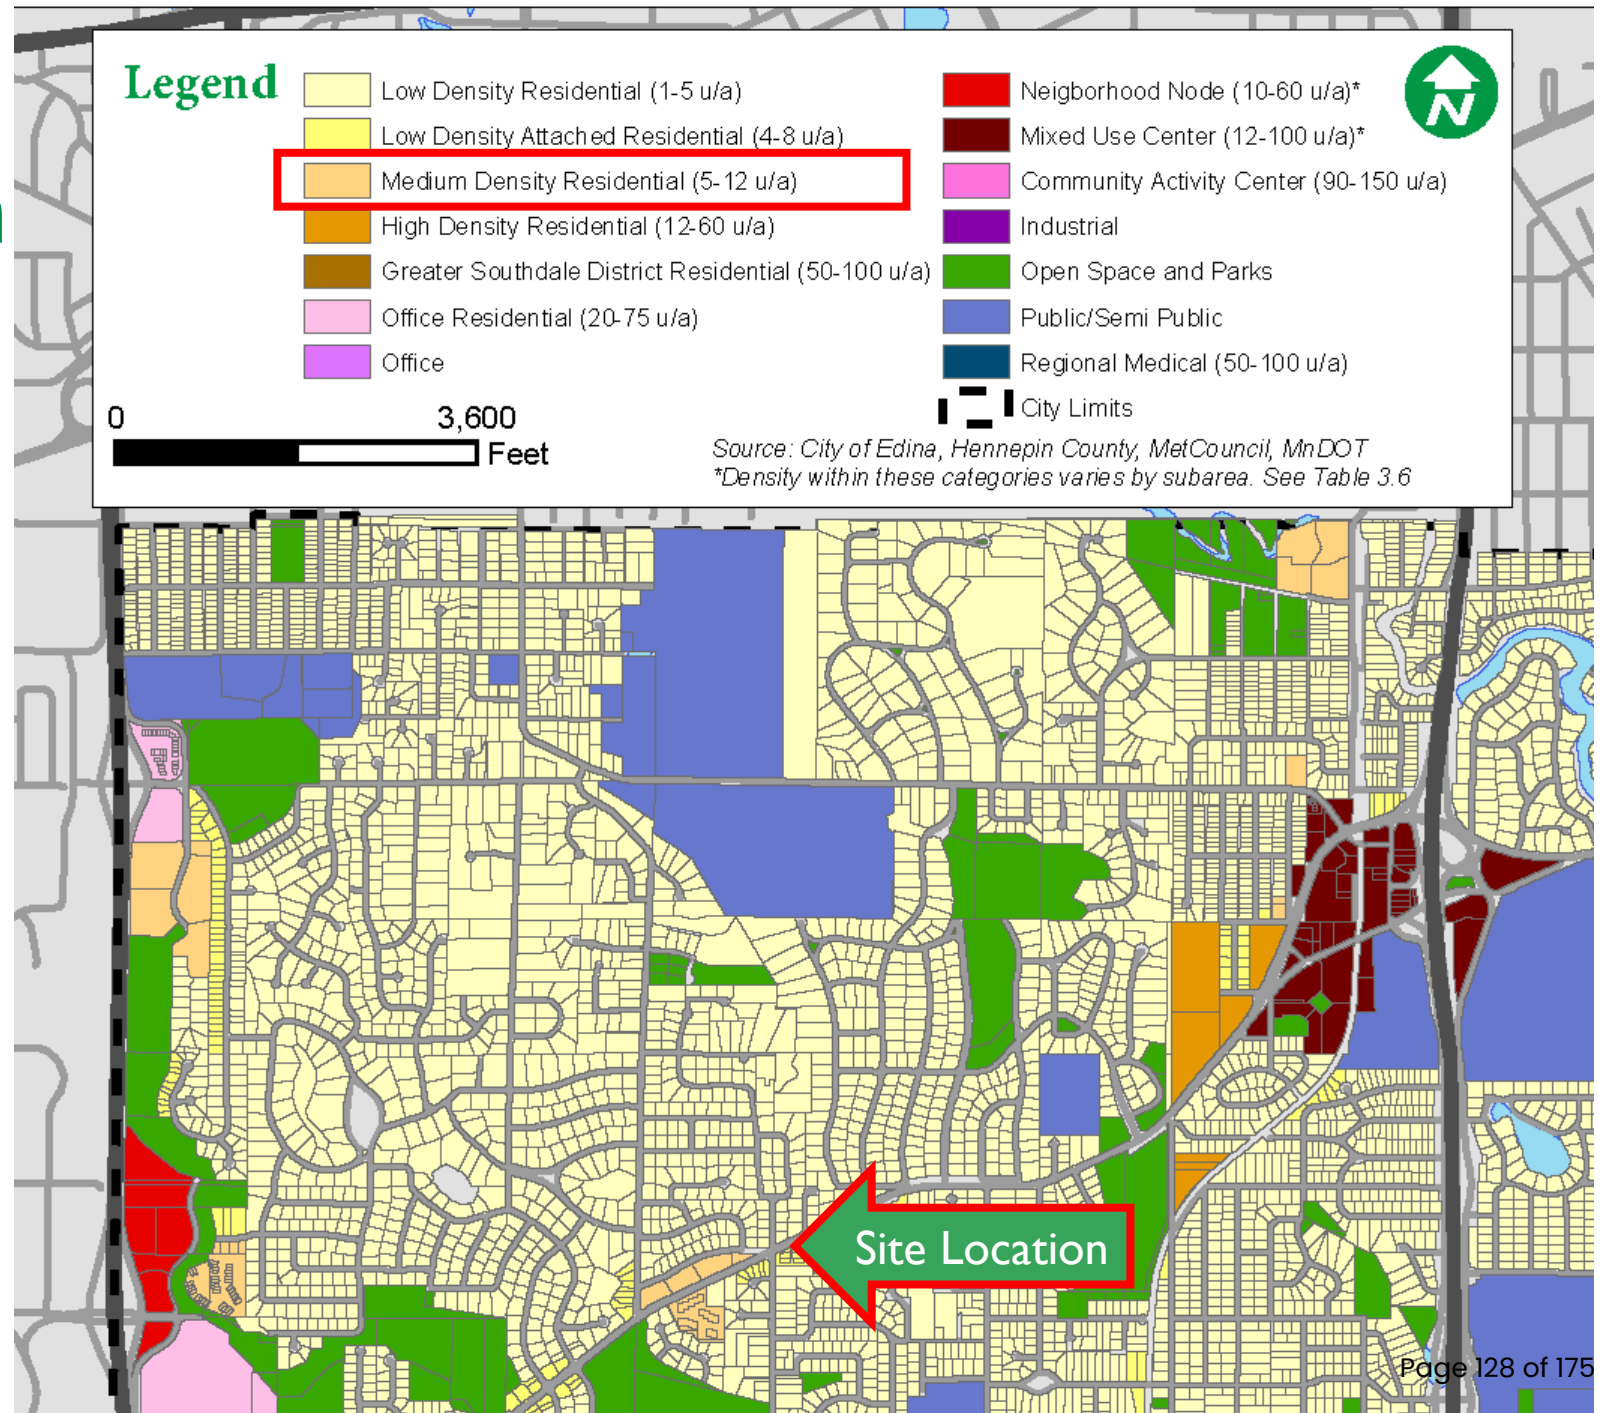 Legend
Low Density Residential (1-5 u/a)
Low Density Attached Residential (4-8 u/a)
Medium Density Residential (5-12 u/a)
High Density Residential (12-60 u/a)
Greater Southdale District Residential (50-100 u/a)
Office Residential (20-75 u/a)
Office
Neigborhood Node (10-60 u/a)*
Mixed Use Center (12-100 u/a)*
Community Activity Center (90-150 u/a)
Industrial
Open Space and Parks
Public/Semi Public
Regional Medical (50-100 u/a)
City Limits
N
0 3,600
Feet
Source: City of Edina, Hennepin County, MetCouncil, MnDOT
*Density within these categories varies by subarea. See Table 3.6
Site Location
Page 128 of 175